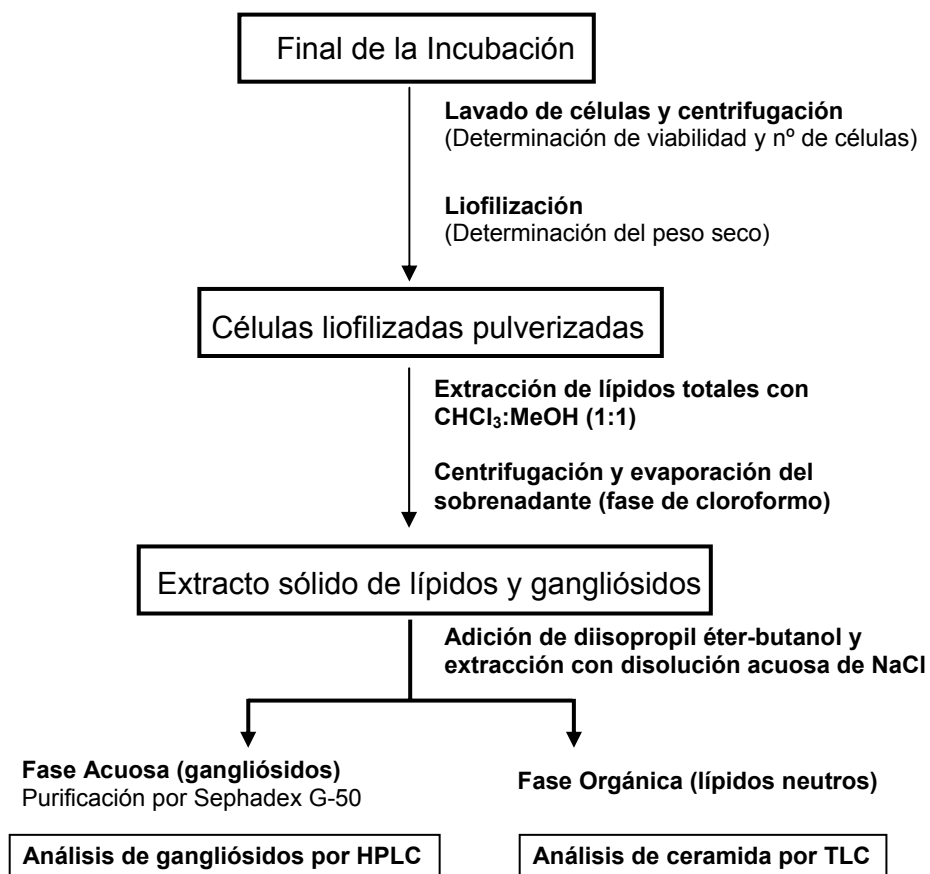 Final de la Incubación
Lavado de células y centrifugación
(Determinación de viabilidad y nº de células)
Liofilización
(Determinación del peso seco)
Células liofilizadas pulverizadas
Extracción de lípidos totales con
CHCl₃:MeOH (1:1)
Centrifugación y evaporación del
sobrenadante (fase de cloroformo)
Extracto sólido de lípidos y gangliósidos
Adición de diisopropil éter-butanol y
extracción con disolución acuosa de NaCl
Fase Acuosa (gangliósidos)
Purificación por Sephadex G-50
Fase Orgánica (lípidos neutros)
Análisis de gangliósidos por HPLC
Análisis de ceramida por TLC